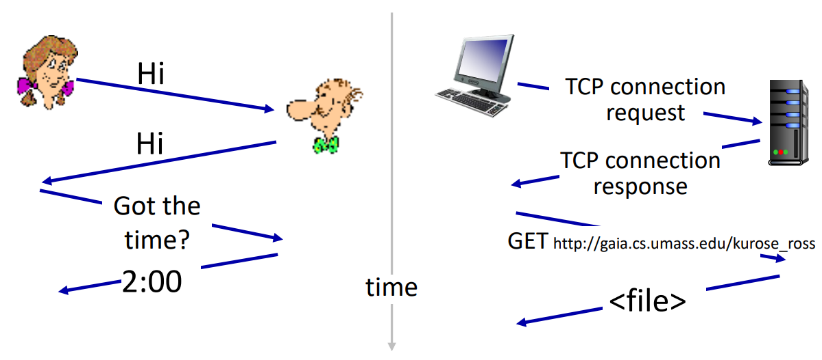 Hi
Hi
Got the
time?
2:00
time
TCP connection
request
TCP connection
response
GET http://gaia.cs.umass.edu/kurose_ross
<file>